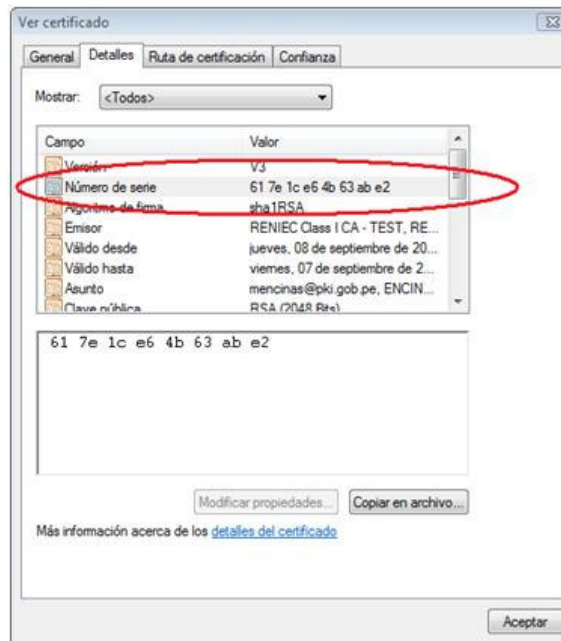 Ver certificado
General Detalles Ruta de certificación Confianza
Mostrar: <Todos>
Campo Valor
Versión V3
Número de serie 61 7e 1c e6 4b 63 ab e2
Algoritmo de firma sha1RSA
Emisor RENIEC Class I CA - TEST, RE...
Válido desde jueves, 08 de septiembre de 20...
Válido hasta viernes, 07 de septiembre de 2...
Asunto mencinas@pki.gob.pe, ENCIN...
Clave pública RSA (2048 Bits)
61 7e 1c e6 4b 63 ab e2
Modificar propiedades... Copiar en archivo...
Más información acerca de los detalles del certificado
Aceptar